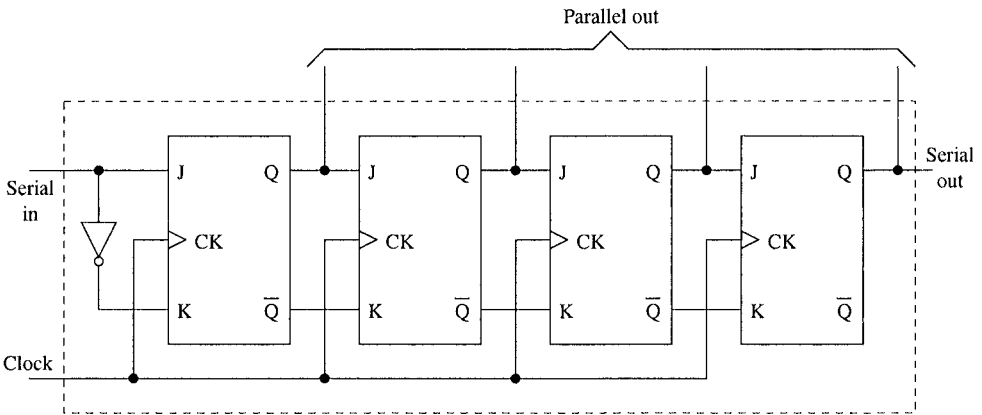 Parallel out
J Q J Q J Q J Q
Serial in
Serial out
CK CK CK CK
K Q̅ K Q̅ K Q̅ K Q̅
Clock